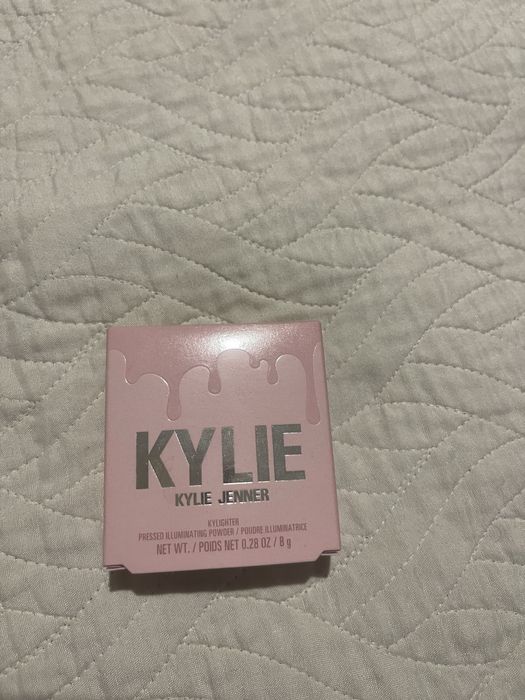 KYLIE
KYLIE JENNER
KYLIGHTER
PRESSED ILLUMINATING POWDER / POUDRE ILLUMINATRICE
NET WT. / POIDS NET 0.28 OZ / 8 g